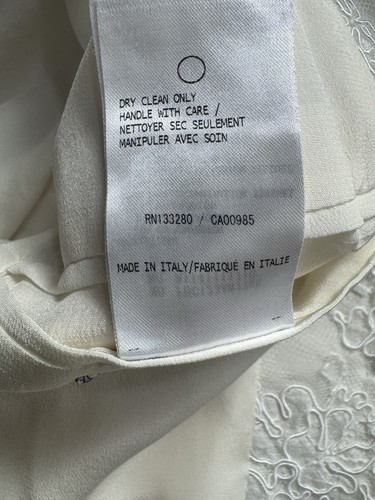 DRY CLEAN ONLY
HANDLE WITH CARE /
NETTOYER SEC SEULEMENT
MANIPULER AVEC SOIN
RN133280 / CA00985
MADE IN ITALY/FABRIQUÉ EN ITALIE